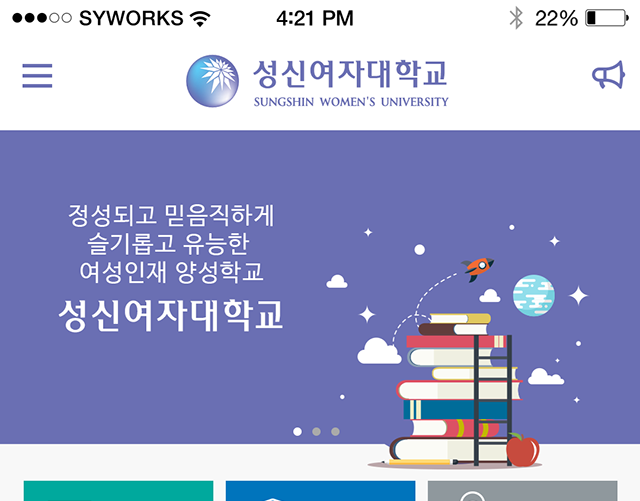 SYWORKS 4:21 PM 22%
성신여자대학교
SUNGSHIN WOMEN'S UNIVERSITY
정성되고 믿음직하게
슬기롭고 유능한
여성인재 양성학교
성신여자대학교